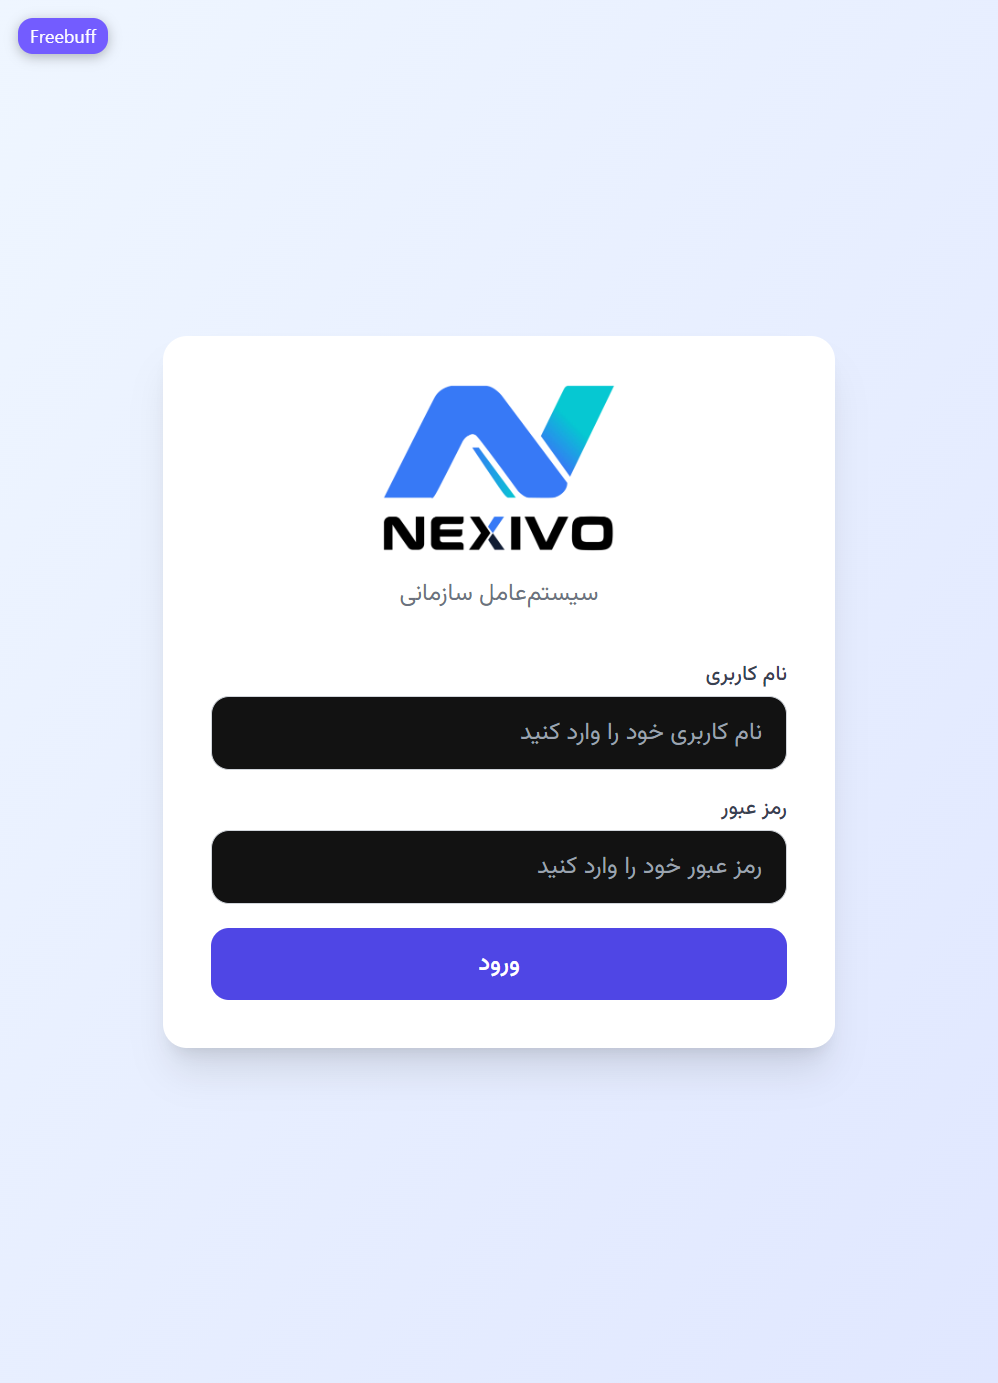 Freebuff
NEXIVO
سیستم‌عامل سازمانی
نام کاربری
نام کاربری خود را وارد کنید
رمز عبور
رمز عبور خود را وارد کنید
ورود